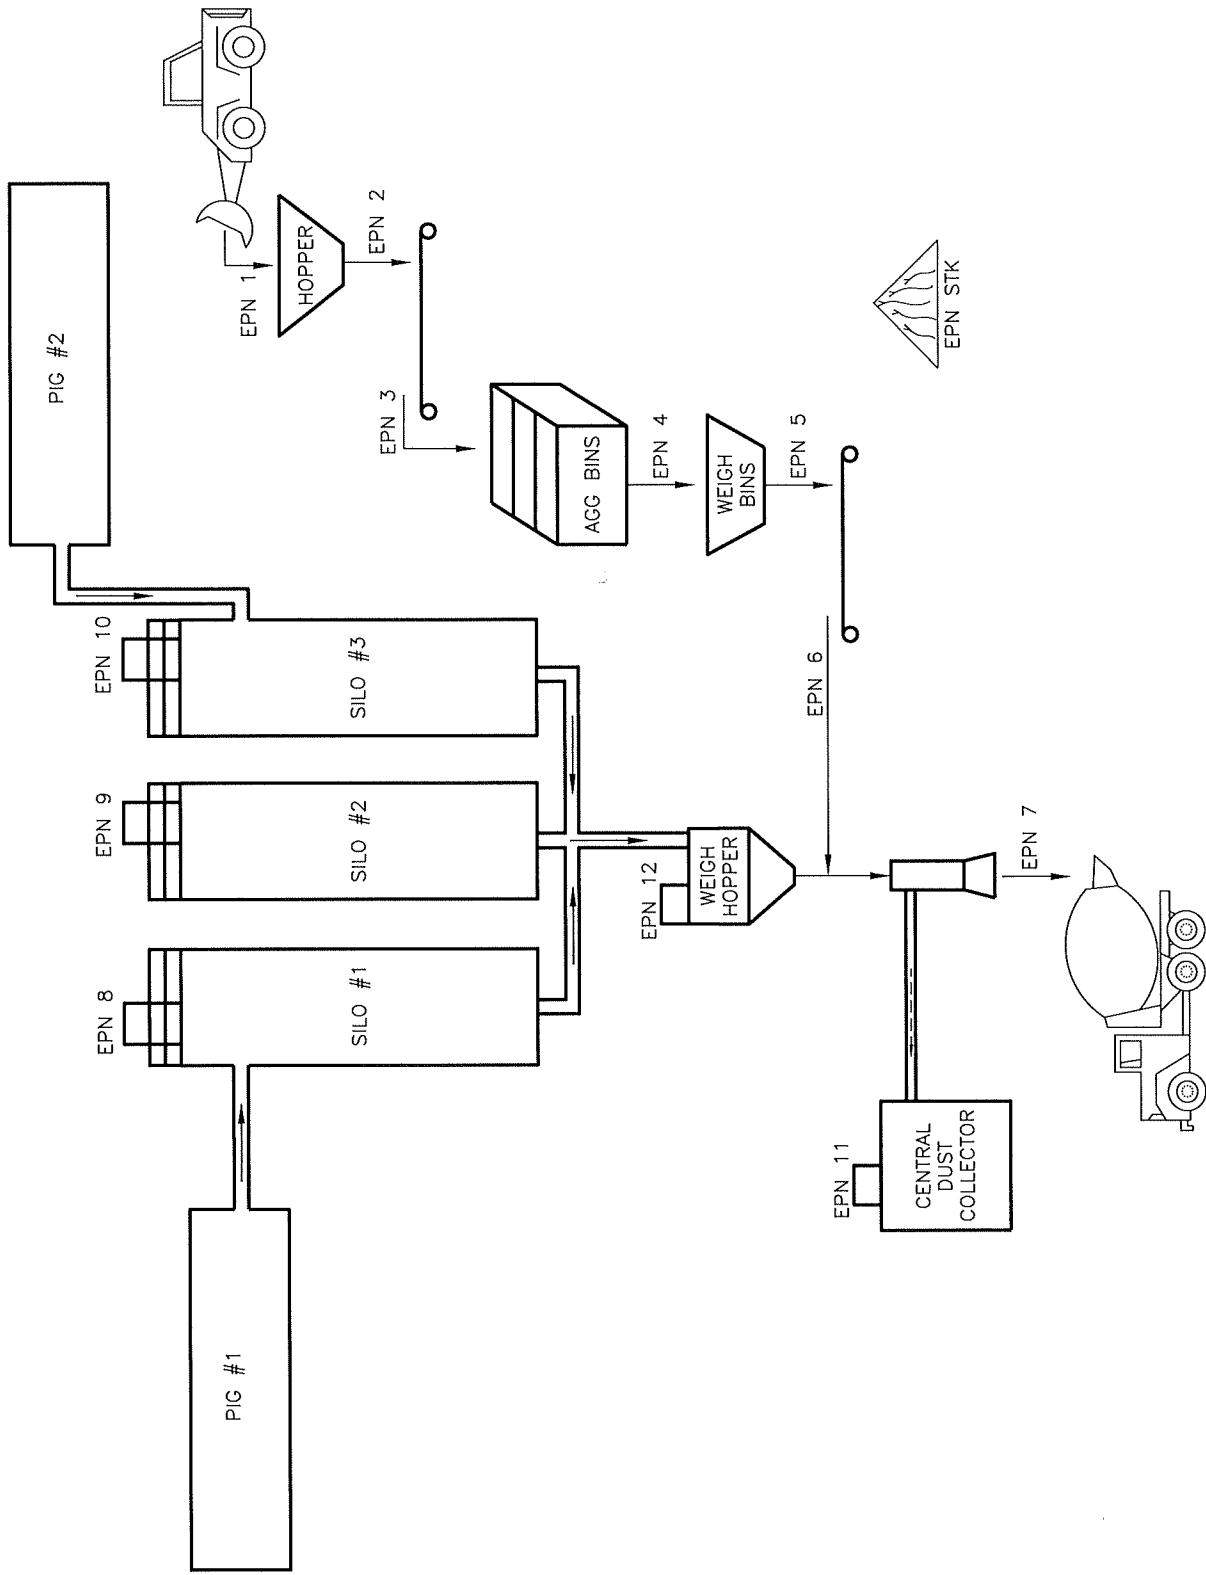 PIG #2
EPN 1
HOPPER
EPN 2
EPN 3
AGG BINS
EPN 4
WEIGH
BINS
EPN 5
EPN STK
EPN 10
SILO #3
EPN 9
SILO #2
EPN 8
SILO #1
PIG #1
EPN 12
WEIGH
HOPPER
EPN 6
EPN 7
EPN 11
CENTRAL
DUST
COLLECTOR